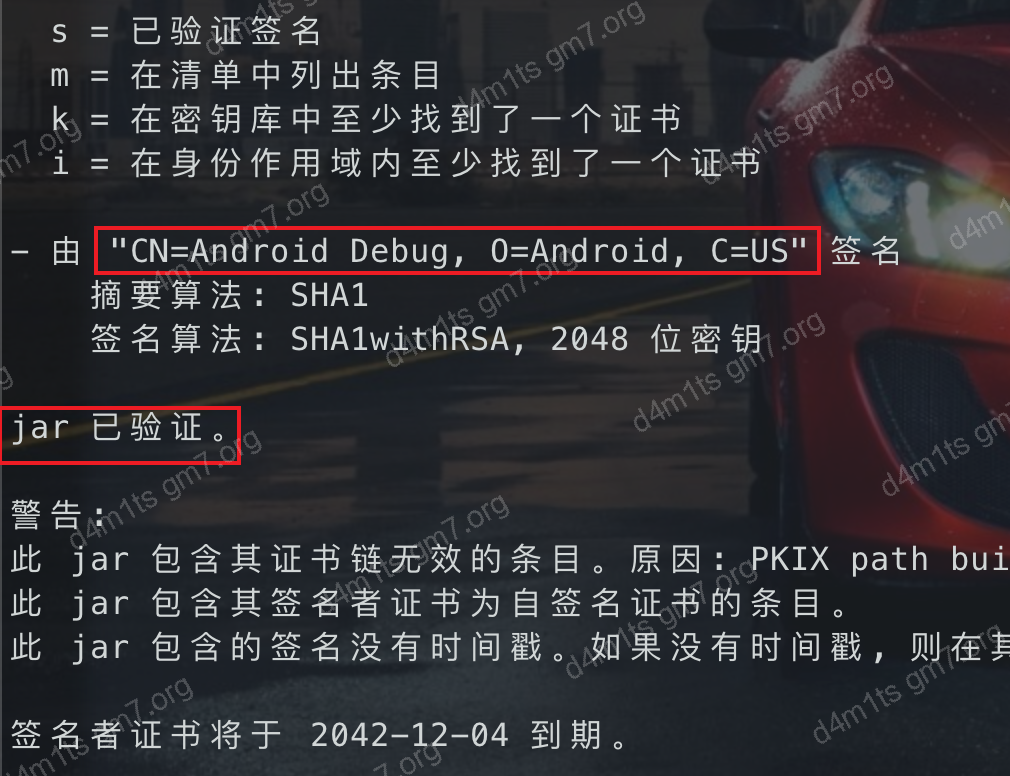 s = 已验证签名
m = 在清单中列出条目
k = 在密钥库中至少找到了一个证书
i = 在身份作用域内至少找到了一个证书
- 由 "CN=Android Debug, O=Android, C=US" 签名
摘要算法: SHA1
签名算法: SHA1withRSA, 2048 位密钥
jar 已验证。
警告:
此 jar 包含其证书链无效的条目。原因: PKIX path bui
此 jar 包含其签名者证书为自签名证书的条目。
此 jar 包含的签名没有时间戳。如果没有时间戳, 则在其
签名者证书将于 2042-12-04 到期。
d4m1ts gm7.org